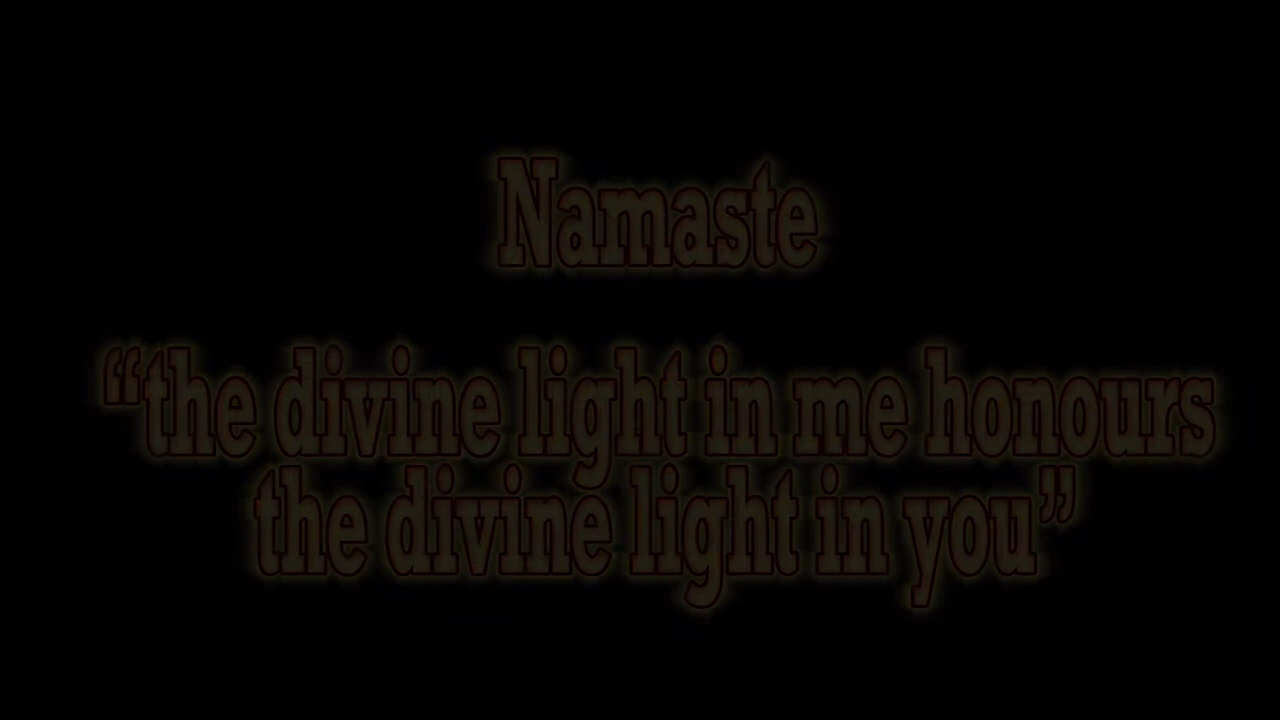 Namaste
“the divine light in me honours
the divine light in you”